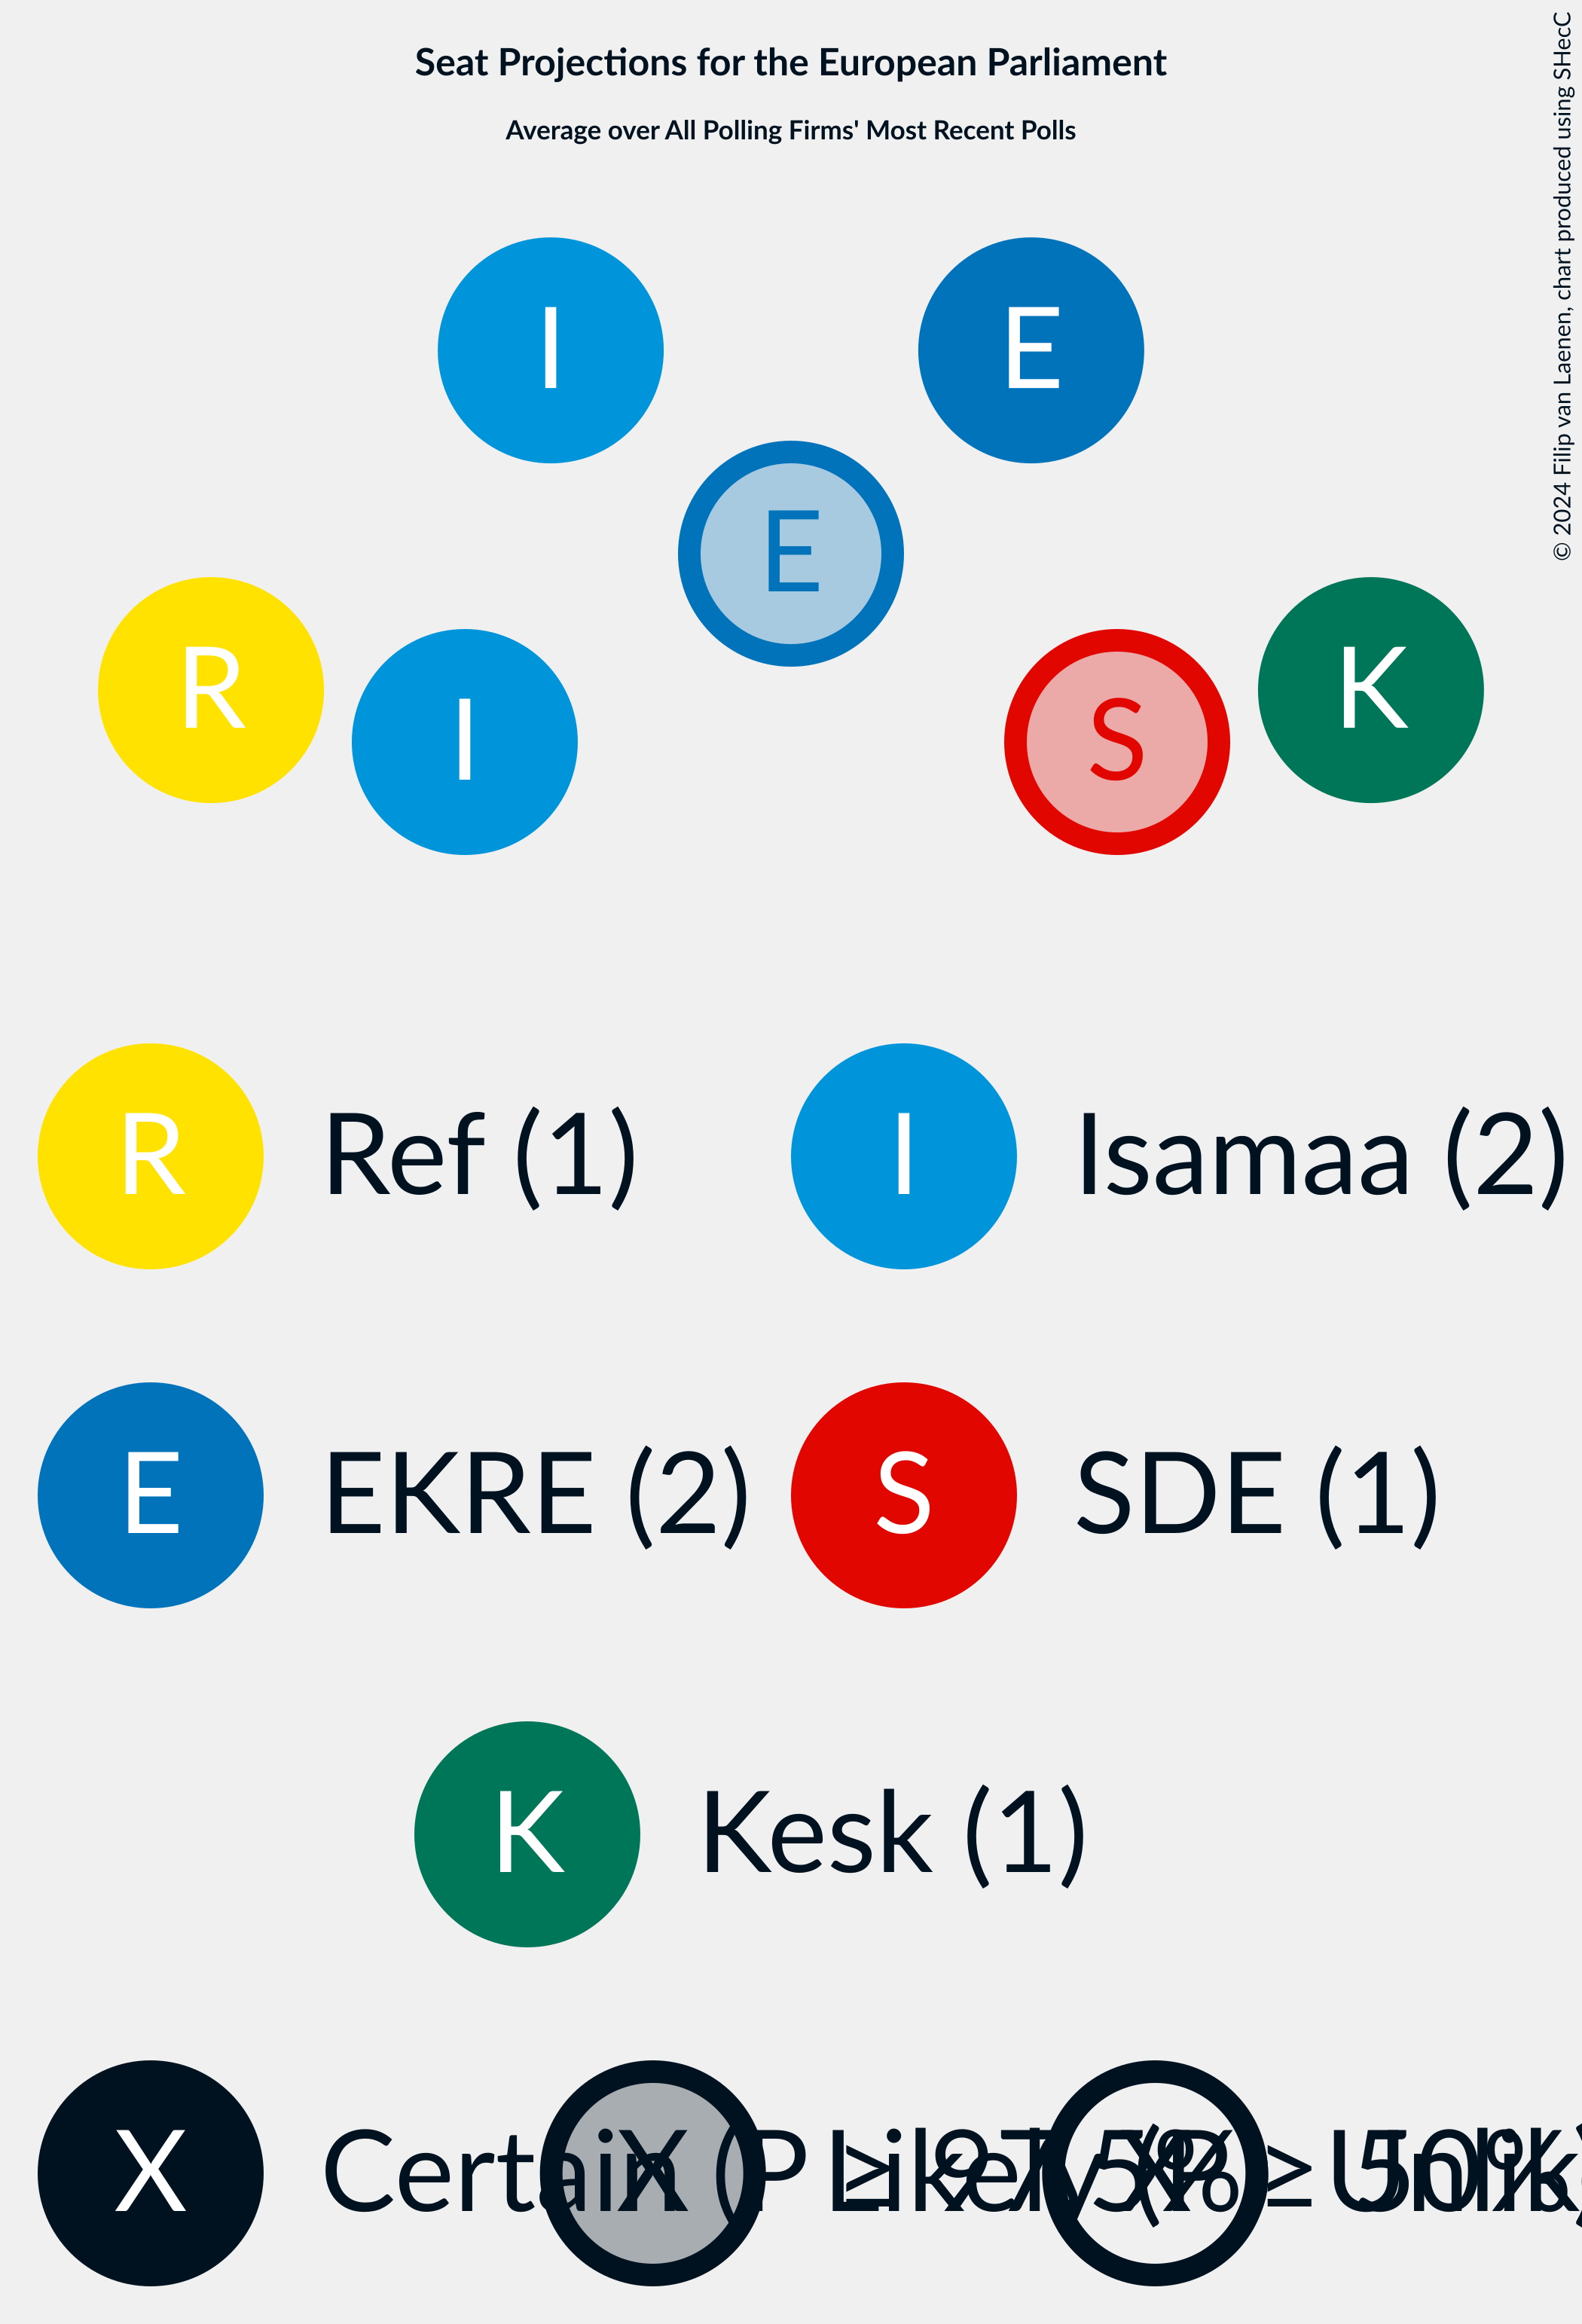 Seat Projections for the European Parliament
Average over All Polling Firms' Most Recent Polls
© 2024 Filip van Laenen, chart produced using SHecC
I E
E
R K
I S
R Ref (1) I Isamaa (2)
E EKRE (2) S SDE (1)
K Kesk (1)
X Certain X X